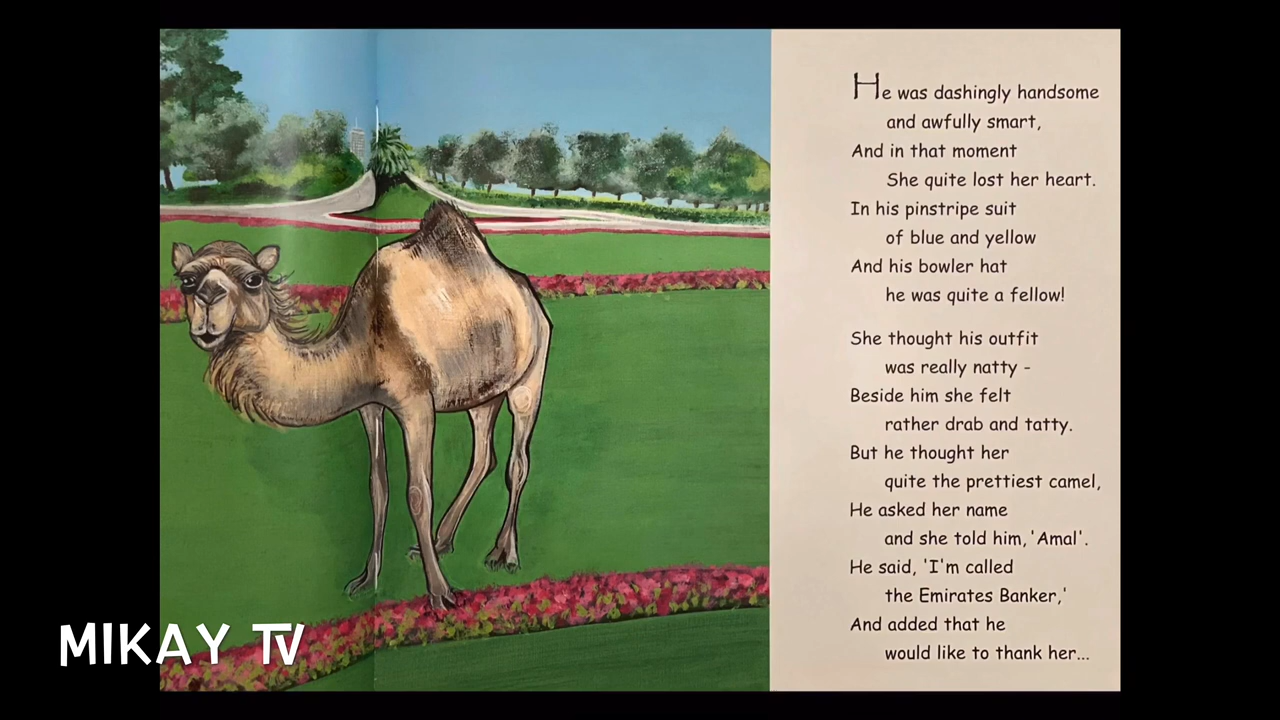 He was dashingly handsome
and awfully smart,
And in that moment
She quite lost her heart.
In his pinstripe suit
of blue and yellow
And his bowler hat
he was quite a fellow!
She thought his outfit
was really natty -
Beside him she felt
rather drab and tatty.
But he thought her
quite the prettiest camel,
He asked her name
and she told him, 'Amal'.
He said, 'I'm called
the Emirates Banker,'
And added that he
would like to thank her...
MIKAY TV